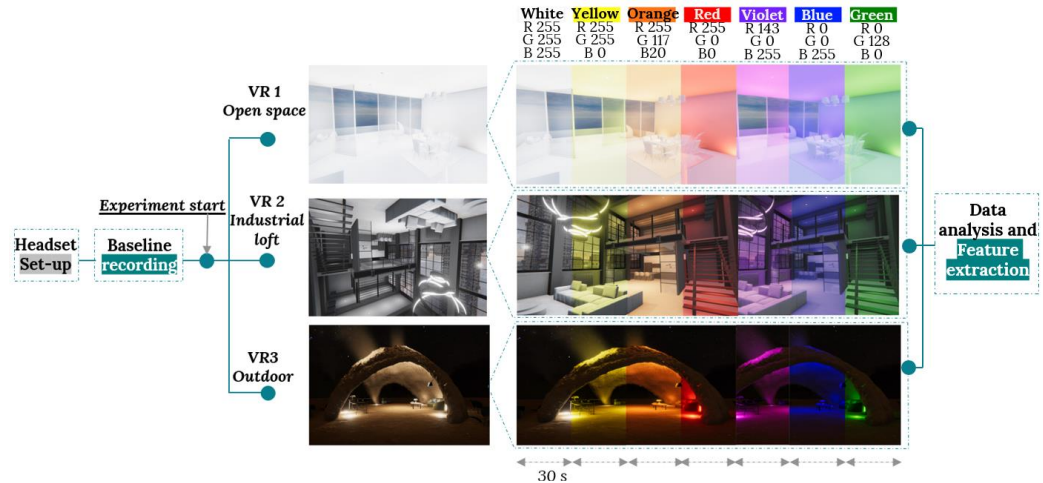 White Yellow Orange Red Violet Blue Green
R 255 R 255 R 255 R 255 R 143 R 0 R 0
G 255 G 255 G 117 G 0 G 0 G 0 G 128
B 255 B 0 B20 B0 B 255 B 255 B 0
VR 1
Open space
Experiment start
VR 2
Industrial
loft
Headset
Set-up
Baseline
recording
Data
analysis and
Feature
extraction
VR3
Outdoor
30 s